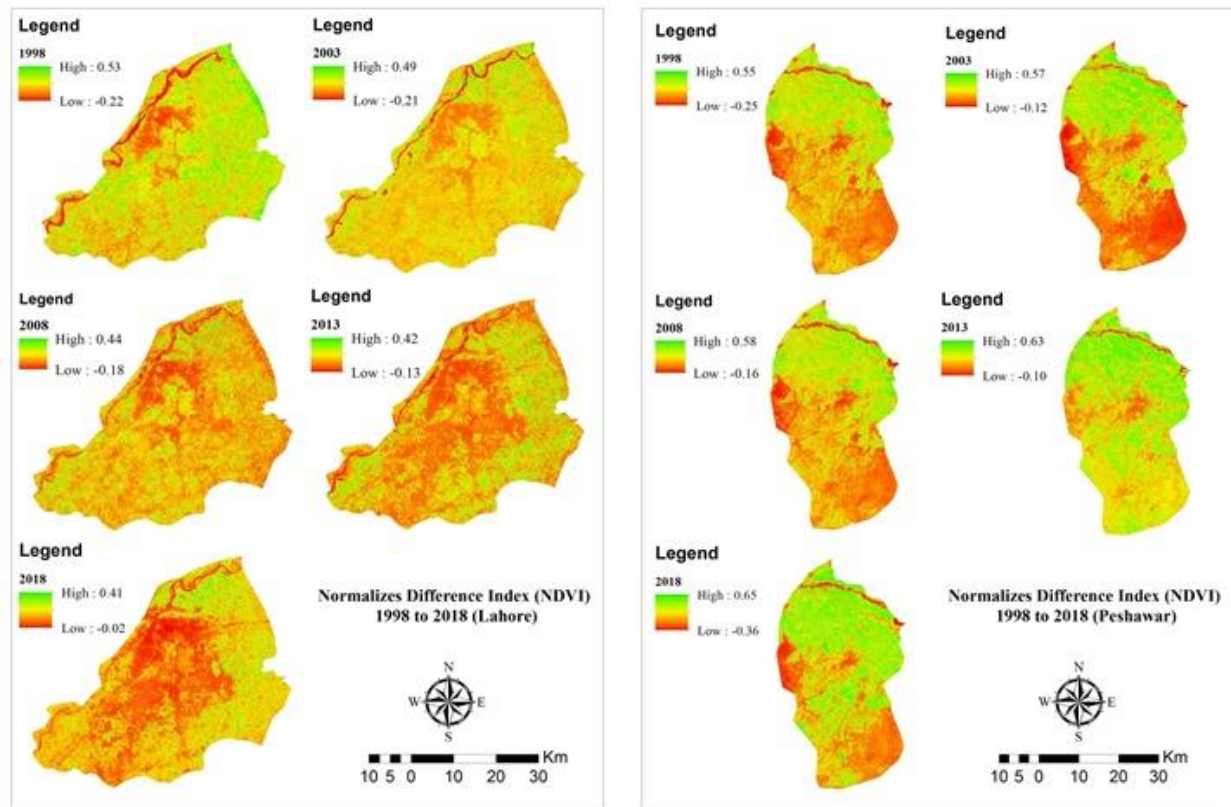 Legend
1998
High : 0.53
Low : -0.22
Legend
2003
High : 0.49
Low : -0.21
Legend
2008
High : 0.44
Low : -0.18
Legend
2013
High : 0.42
Low : -0.13
Legend
2018
High : 0.41
Low : -0.02
Normalizes Difference Index (NDVI)
1998 to 2018 (Lahore)
N
W E
S
Km
10 5 0 10 20 30
Legend
1998
High : 0.55
Low : -0.25
Legend
2003
High : 0.57
Low : -0.12
Legend
2008
High : 0.58
Low : -0.16
Legend
2013
High : 0.63
Low : -0.10
Legend
2018
High : 0.65
Low : -0.36
Normalizes Difference Index (NDVI)
1998 to 2018 (Peshawar)
N
W E
S
Km
10 5 0 10 20 30